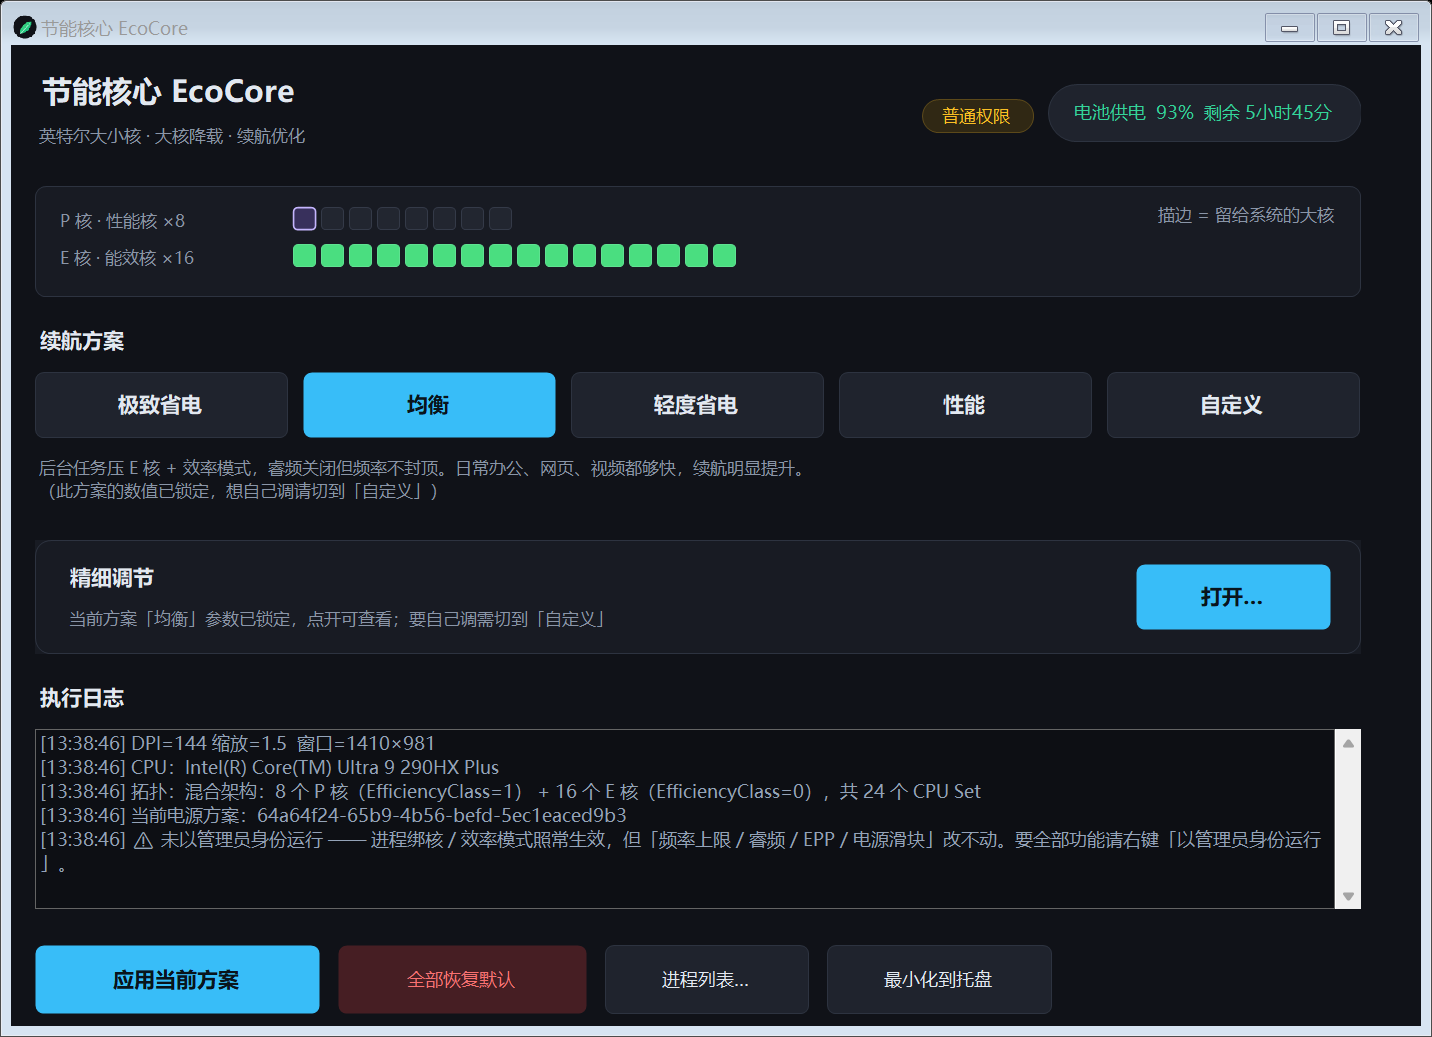 节能核心 EcoCore
节能核心 EcoCore
英特尔大小核 · 大核降载 · 续航优化
普通权限
电池供电 93% 剩余 5小时45分
P 核 · 性能核 ×8
描边 = 留给系统的大核
E 核 · 能效核 ×16
续航方案
极致省电
均衡
轻度省电
性能
自定义
后台任务压 E 核 + 效率模式，睿频关闭但频率不封顶。日常办公、网页、视频都够快，续航明显提升。
（此方案的数值已锁定，想自己调请切到「自定义」）
精细调节
当前方案「均衡」参数已锁定，点开可查看；要自己调需切到「自定义」
打开...
执行日志
[13:38:46] DPI=144 缩放=1.5 窗口=1410×981
[13:38:46] CPU：Intel(R) Core(TM) Ultra 9 290HX Plus
[13:38:46] 拓扑：混合架构：8 个 P 核（EfficiencyClass=1） + 16 个 E 核（EfficiencyClass=0），共 24 个 CPU Set
[13:38:46] 当前电源方案：64a64f24-65b9-4b56-befd-5ec1eaced9b3
[13:38:46] ⚠ 未以管理员身份运行 —— 进程绑核 / 效率模式照常生效，但「频率上限 / 睿频 / EPP / 电源滑块」改不动。要全部功能请右键「以管理员身份运行
」。
应用当前方案
全部恢复默认
进程列表...
最小化到托盘